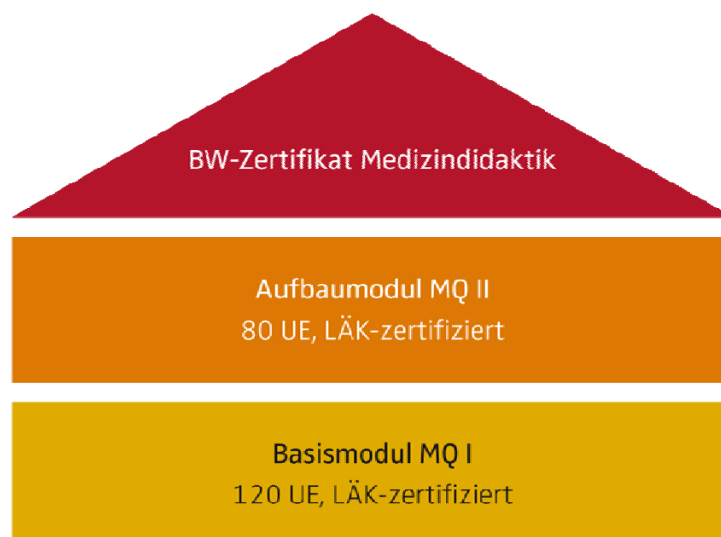 BW-Zertifikat Medizindidaktik
Aufbaumodul MQ II
80 UE, LÄK-zertifiziert
Basismodul MQ I
120 UE, LÄK-zertifiziert